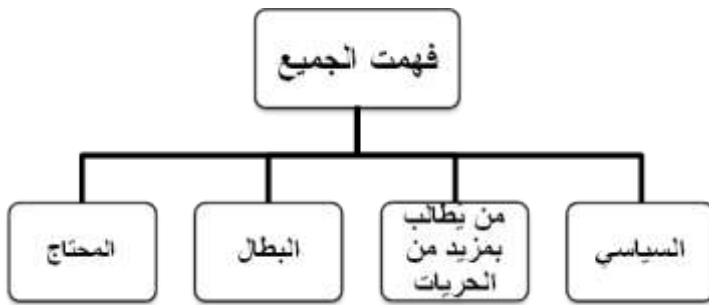 فهمت الجميع
السياسي
من يطالب
بمزيد من
الحريات
البطال
المحتاج